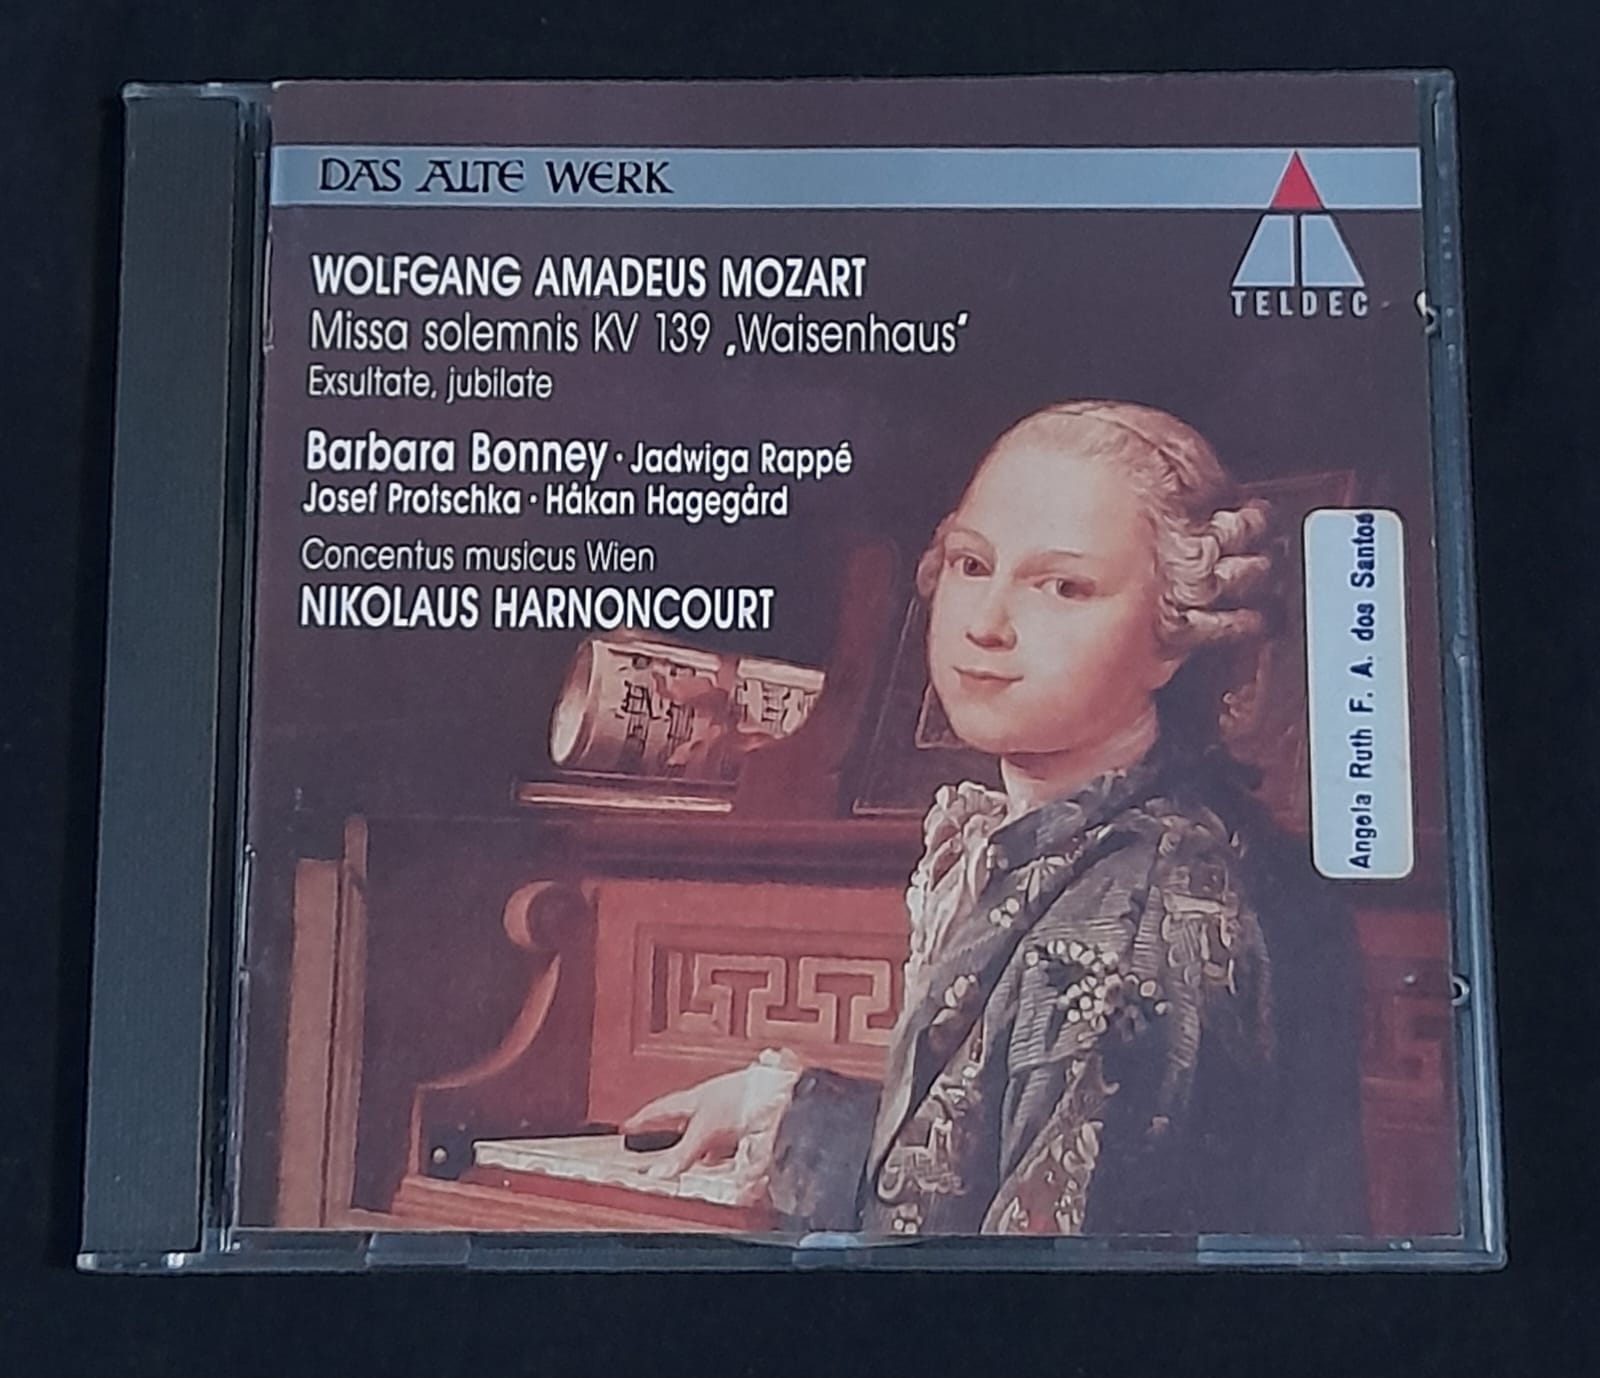 DAS ALTE WERK
TELDEC
WOLFGANG AMADEUS MOZART
Missa solemnis KV 139 „Waisenhaus“
Exsultate, jubilate
Barbara Bonney · Jadwiga Rappé
Josef Protschka · Håkan Hagegård
Concentus musicus Wien
NIKOLAUS HARNONCOURT
Angela Ruth F. A. dos Santos